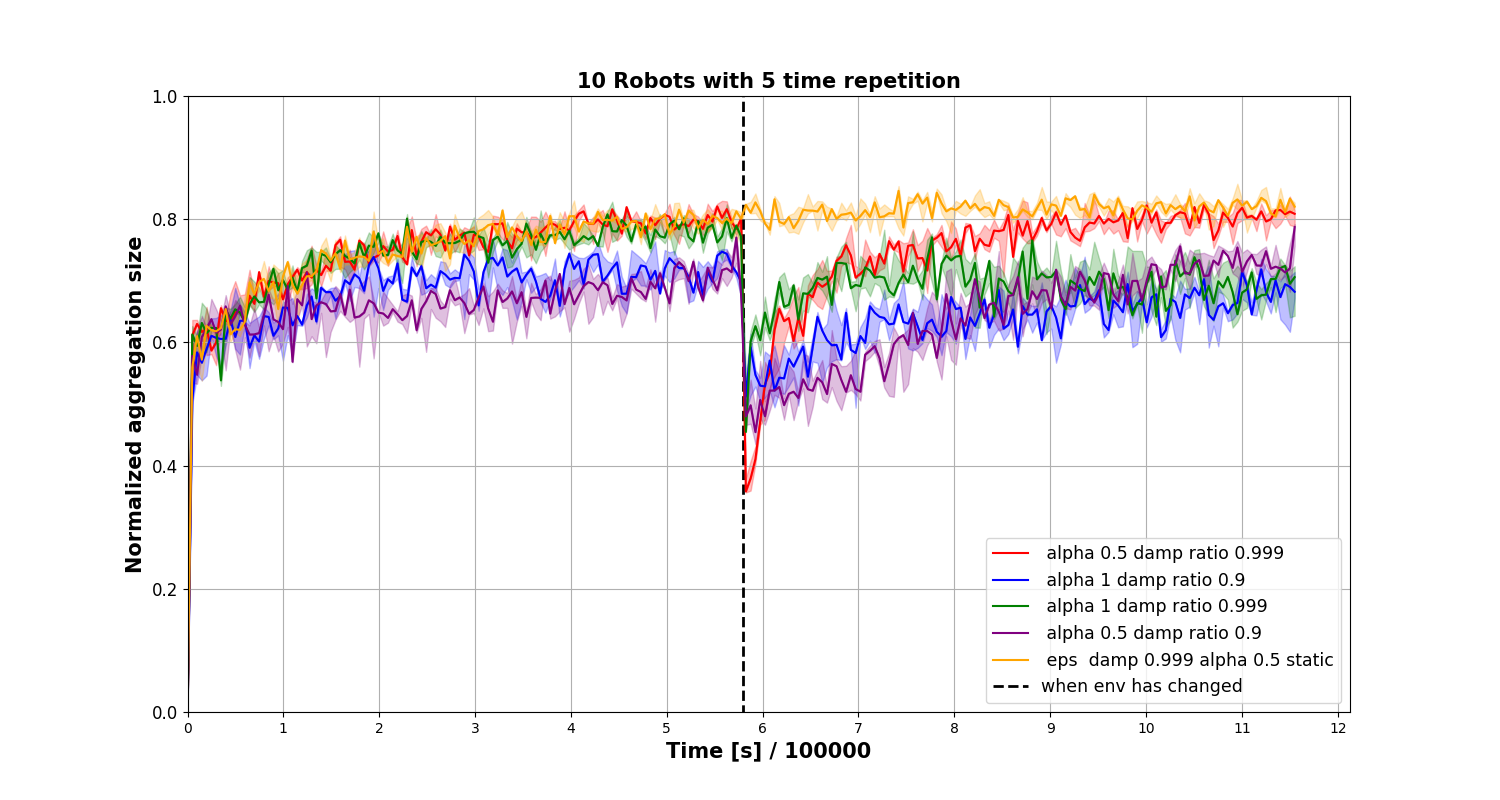 10 Robots with 5 time repetition
Normalized aggregation size
1.0
0.8
0.6
0.4
0.2
0.0
alpha 0.5 damp ratio 0.999
alpha 1 damp ratio 0.9
alpha 1 damp ratio 0.999
alpha 0.5 damp ratio 0.9
eps  damp 0.999 alpha 0.5 static
when env has changed
0 1 2 3 4 5 6 7 8 9 10 11 12
Time [s] / 100000